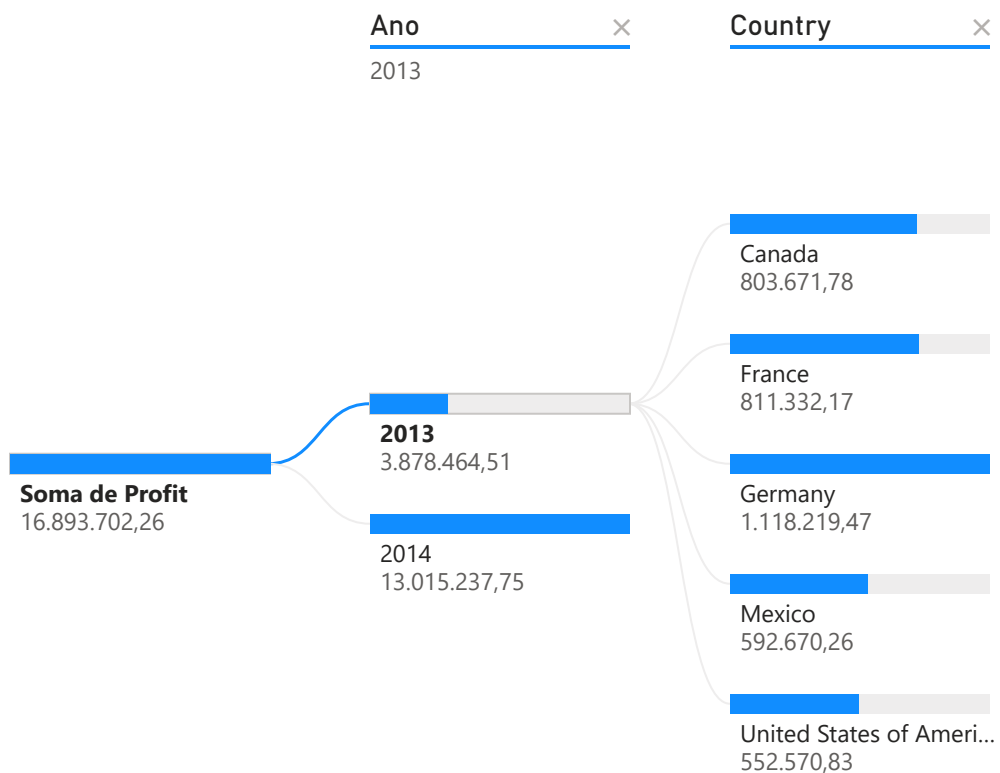 Ano
Country
2013
Canada
803.671,78
France
811.332,17
2013
3.878.464,51
Soma de Profit
16.893.702,26
Germany
1.118.219,47
2014
13.015.237,75
Mexico
592.670,26
United States of Ameri...
552.570,83